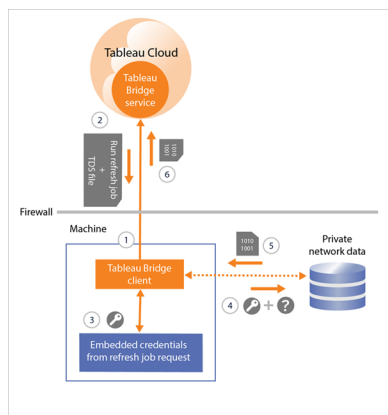 Tableau Cloud
Tableau
Bridge
service
2
Run refresh job
+
TDS file
1010
1001
6
Firewall
Machine
1
1010
1001
5
Private
network data
Tableau Bridge
client
4
+
?
3
Embedded credentials
from refresh job request